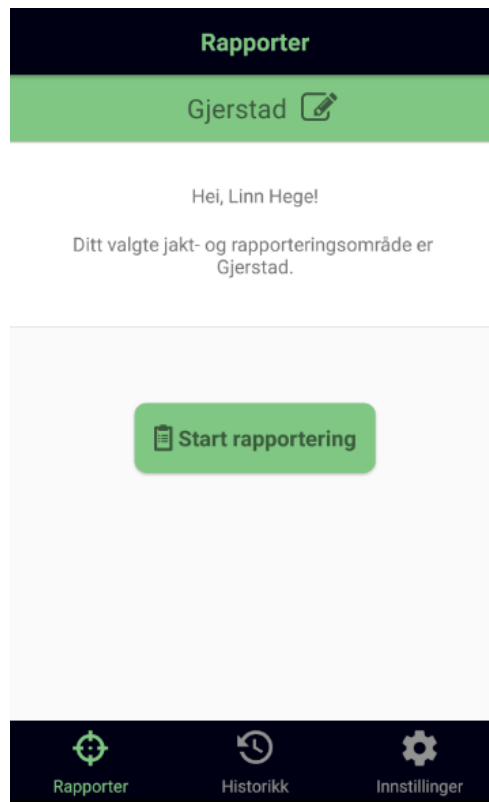 Rapporter
Gjerstad
Hei, Linn Hege!
Ditt valgte jakt- og rapporteringsområde er
Gjerstad.
Start rapportering
Rapporter
Historikk
Innstillinger